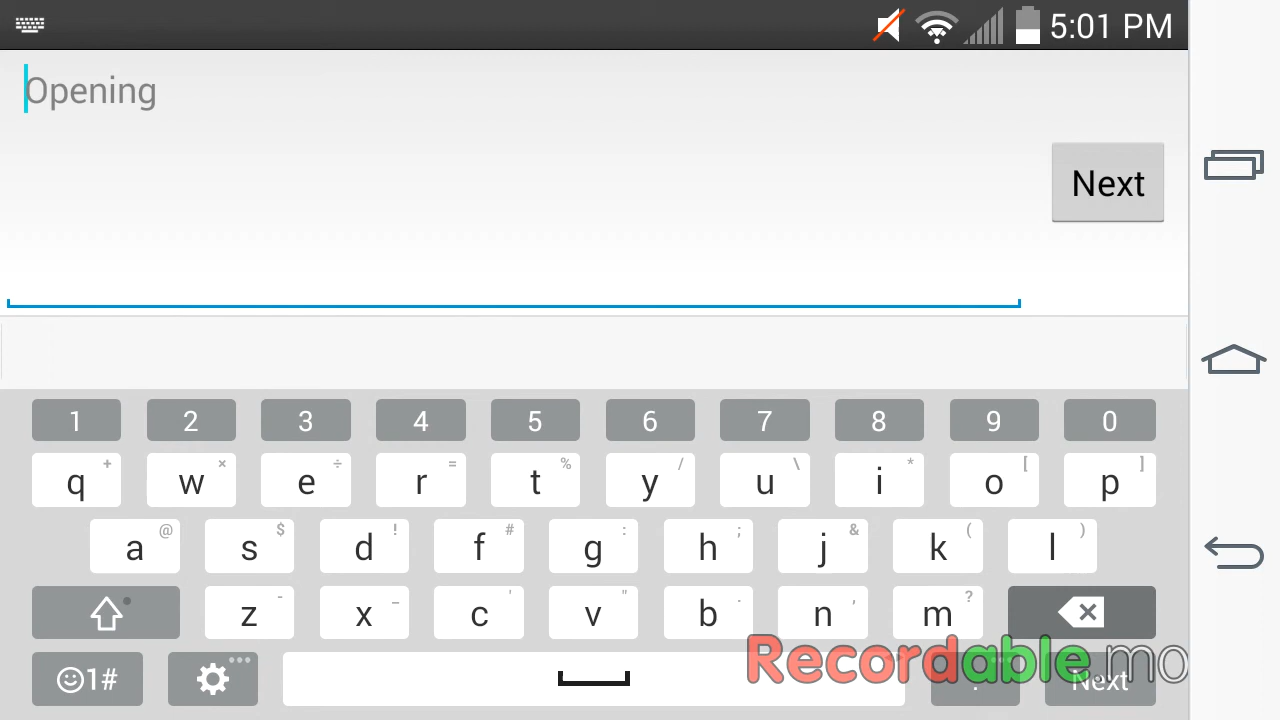 5:01 PM
Opening
Next
1 2 3 4 5 6 7 8 9 0
+ × ÷ = % / \ * [ ]
q w e r t y u i o p
@ $ ! # : ; & ( )
a s d f g h j k l
- _ ' " . , ?
z x c v b n m
1# . Next
Recordable.mo